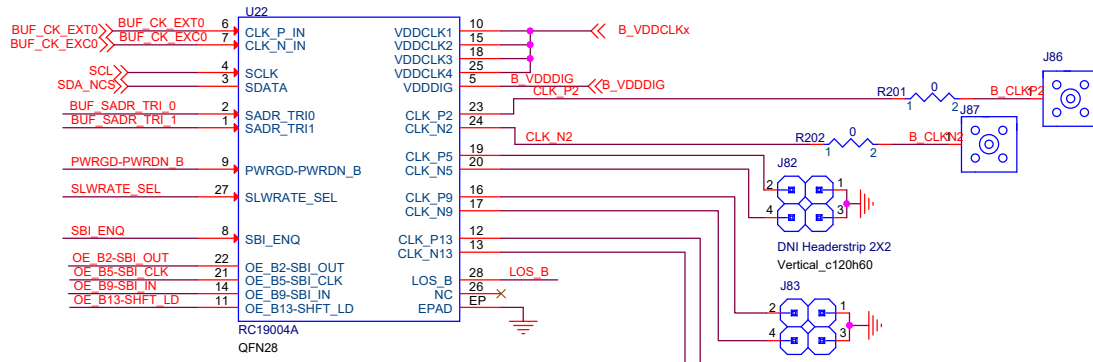 U22
BUF_CK_EXT0 BUF_CK_EXT0 6 CLK_P_IN VDDCLK1 10 B_VDDCLKx
BUF_CK_EXC0 BUF_CK_EXC0 7 CLK_N_IN VDDCLK2 15
VDDCLK3 18
SCL 4 SCLK VDDCLK4 25
SDA_NCS 3 SDATA VDDDIG 5 B_VDDDIG B_VDDDIG
BUF_SADR_TRI_0 2 SADR_TRI0 CLK_P2 23 CLK_P2 R201 1 0 2 B_CLKP2 1 J86
BUF_SADR_TRI_1 1 SADR_TRI1 CLK_N2 24 CLK_N2 R202 1 0 2 B_CLKN2 1 J87
CLK_P5 19
PWRGD-PWRDN_B 9 PWRGD-PWRDN_B CLK_N5 20
J82
2 1
4 3
DNI Headerstrip 2X2
Vertical_c120h60
SLWRATE_SEL 27 SLWRATE_SEL CLK_P9 16
CLK_N9 17
SBI_ENQ 8 SBI_ENQ CLK_P13 12
CLK_N13 13
OE_B2-SBI_OUT 22 OE_B2-SBI_OUT
OE_B5-SBI_CLK 21 OE_B5-SBI_CLK LOS_B 28 LOS_B
OE_B9-SBI_IN 14 OE_B9-SBI_IN NC 26
OE_B13-SHFT_LD 11 OE_B13-SHFT_LD EPAD EP
J83
2 1
4 3
RC19004A
QFN28